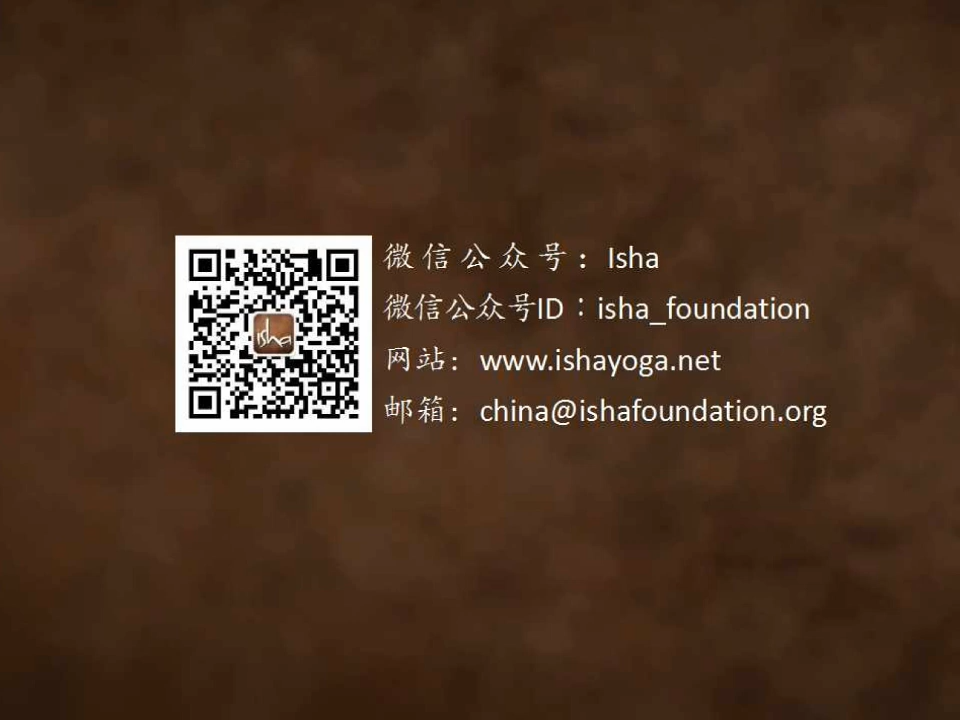 isha
微信公众号：Isha
微信公众号ID：isha_foundation
网站：www.ishayoga.net
邮箱：china@ishafoundation.org